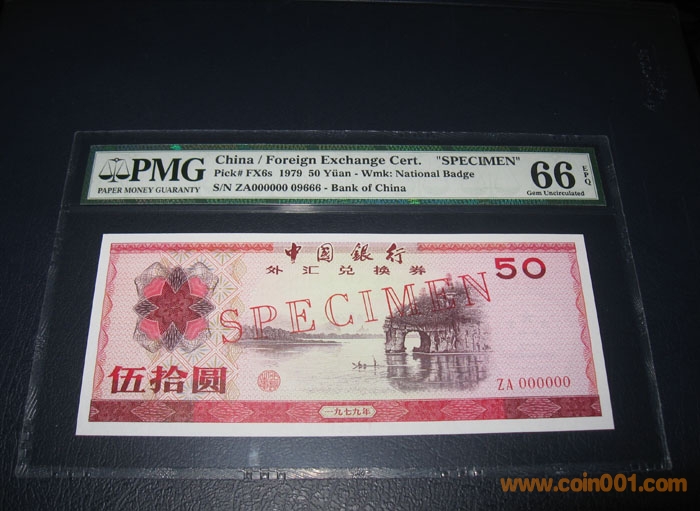 PMG
PAPER MONEY GUARANTY
China / Foreign Exchange Cert. "SPECIMEN"
Pick# FX6s 1979 50 Yüan - Wmk: National Badge
S/N ZA000000 09666 - Bank of China
66 EPQ
Gem Uncirculated
中国银行
外汇兑换券
50
SPECIMEN
伍拾圆
ZA 000000
一九七九年
www.coin001.com